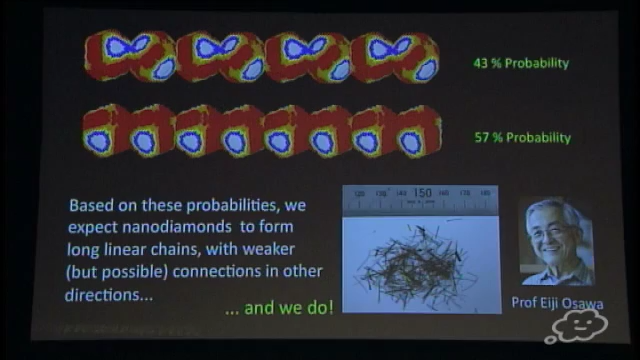 43 % Probability
57 % Probability
Based on these probabilities, we
expect nanodiamonds to form
long linear chains, with weaker
(but possible) connections in other
directions...
... and we do!
150
Prof Eiji Osawa